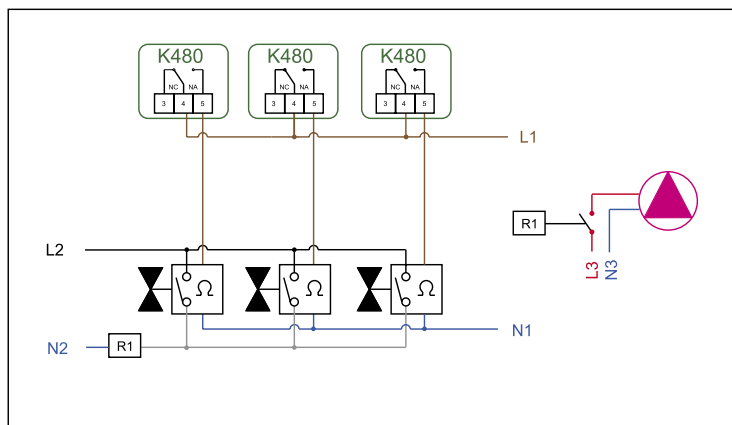 K480 K480 K480
NC NA NC NA NC NA
3 4 5 3 4 5 3 4 5
L1
R1
L2
L3 N3
Ω Ω Ω
N1
N2 R1